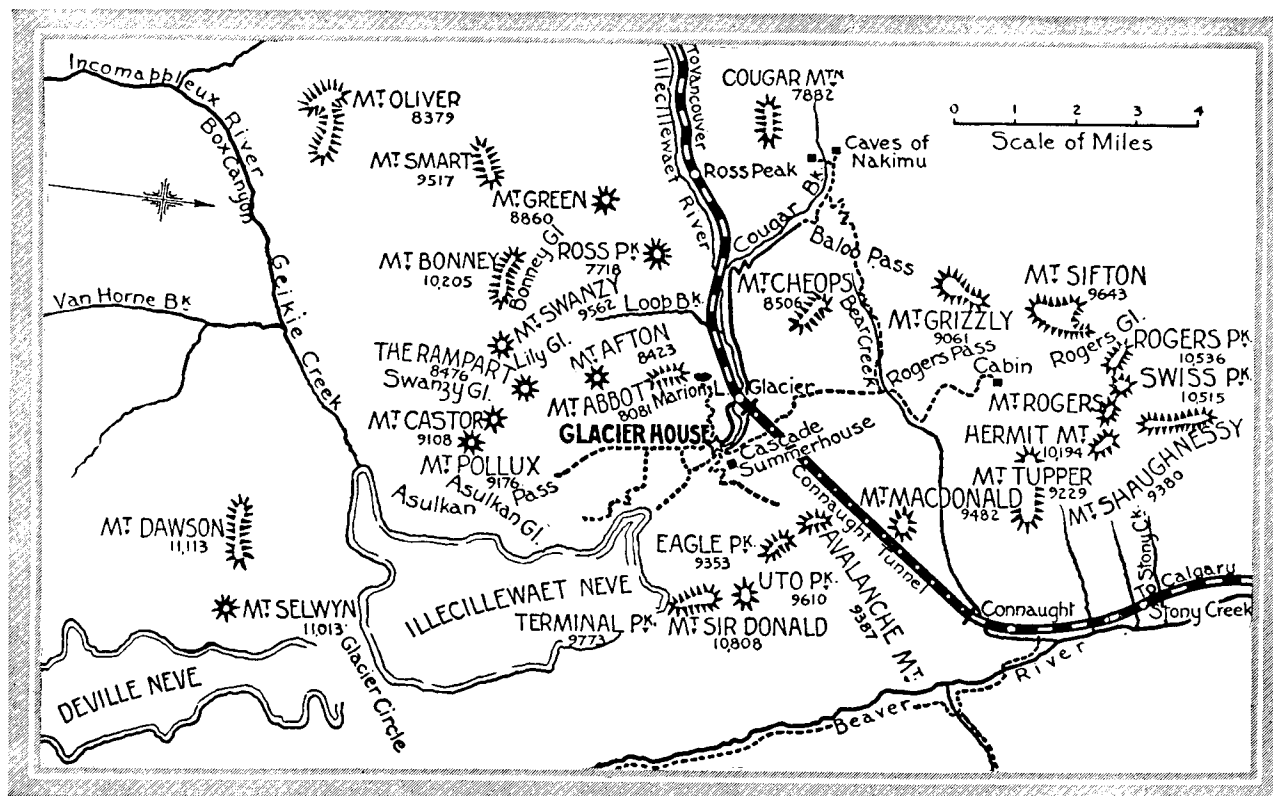 Incomappleux River
Box Canyon
Geikie Creek
Van Horne Bk
MT OLIVER
8379
MT SMART
9517
MT GREEN
8860
MT BONNEY
10,205
Bonney Gl
ROSS PK
7718
MT SWANZY
9562
Loop Bk.
Lily Gl.
THE RAMPART
8476
Swanzy Gl.
MT AFTON
8423
MT ABBOTT
8081
Marion L.
MT CASTOR
9108
GLACIER HOUSE
MT POLLUX
9176
Asulkan Pass
Asulkan Gl.
To Vancouver
Illecillewaet River
Ross Peak
COUGAR MTN
7882
0 1 2 3 4
Scale of Miles
Caves of
Nakimu
Cougar Bk
Baloo Pass
MT CHEOPS
8506
Bear Creek
MT GRIZZLY
9061
MT SIFTON
9643
Rogers Gl.
Rogers Pass
Cabin
ROGERS PK
10,536
SWISS PK
10,515
MT ROGERS
HERMIT MT
10,194
MT TUPPER
9229
MT SHAUGHNESSY
9380
Glacier
Cascade
Summerhouse
Connaught Tunnel
MT MACDONALD
9482
EAGLE PK.
9353
AVALANCHE MT
9387
UTO PK.
9610
TERMINAL PK.
9773
MT SIR DONALD
10,808
MT DAWSON
11,113
MT SELWYN
11,013
ILLECILLEWAET NEVE
DEVILLE NEVE
Glacier Circle
Connaught
To Stony Ck.
To Calgary
Stony Creek
Beaver River